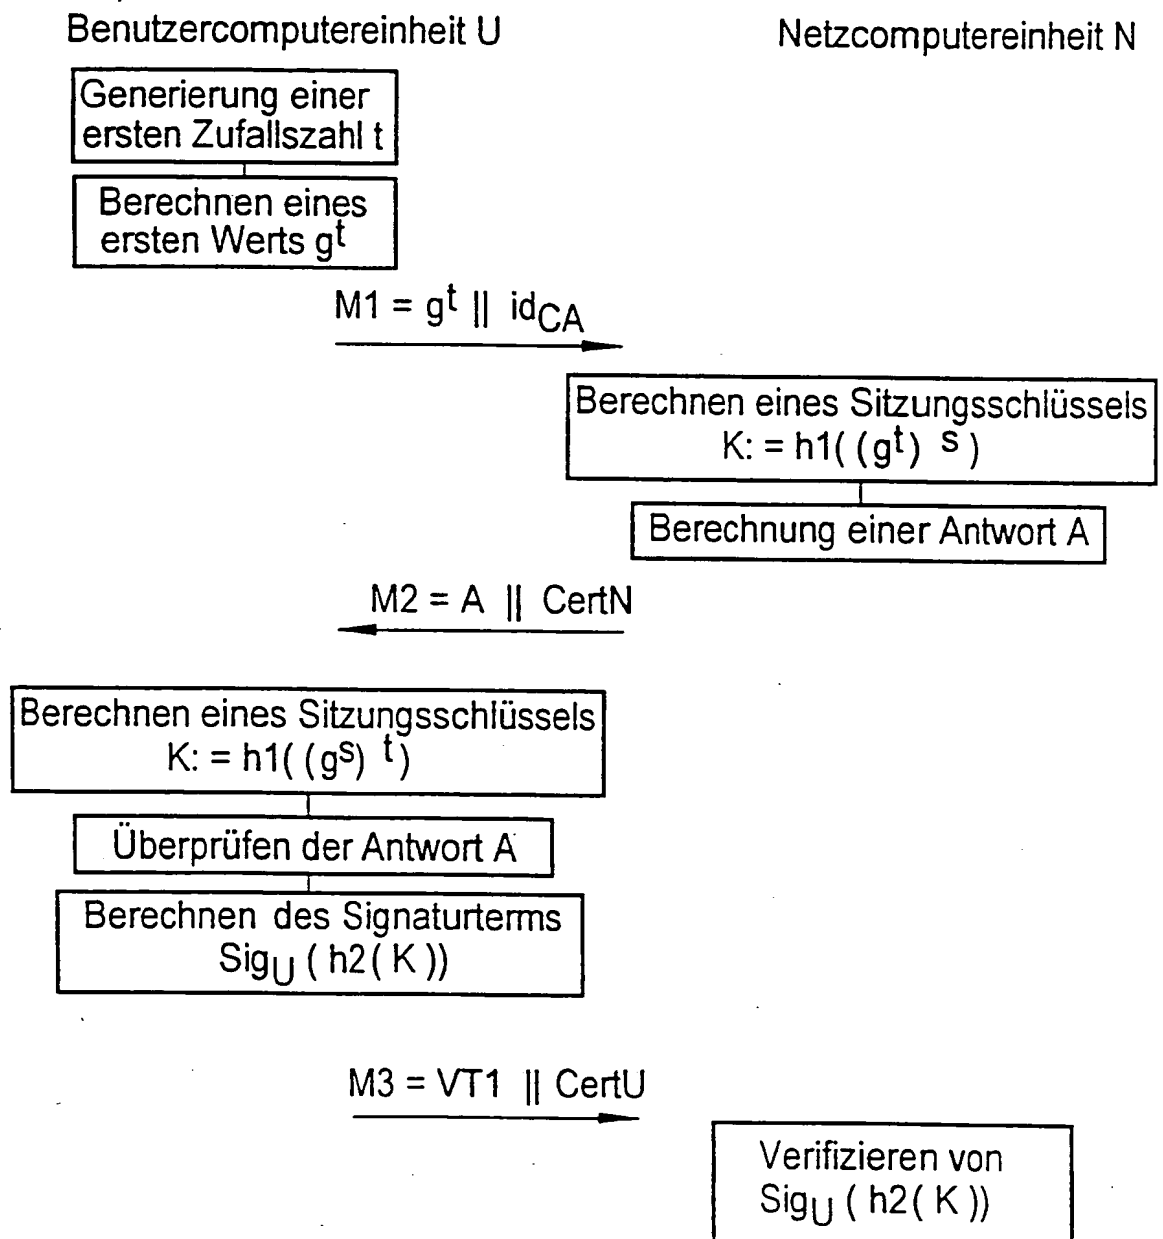 Benutzercomputereinheit U
Netzcomputereinheit N
Generierung einer
ersten Zufallszahl t
Berechnen eines
ersten Werts g^t
M1 = g^t || id_CA
Berechnen eines Sitzungsschlüssels
K: = h1( (g^t) ^s )
Berechnung einer Antwort A
M2 = A || CertN
Berechnen eines Sitzungsschlüssels
K: = h1( (g^s) ^t )
Überprüfen der Antwort A
Berechnen des Signaturterms
Sig_U ( h2( K ))
M3 = VT1 || CertU
Verifizieren von
Sig_U ( h2( K ))